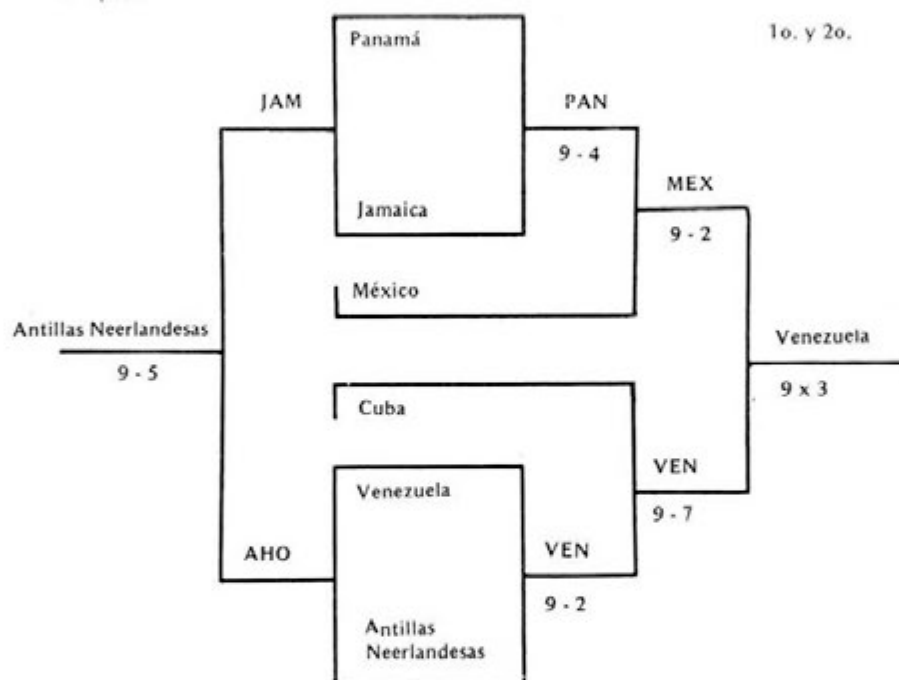 Panamá
1o. y 2o.
JAM
PAN
9 - 4
MEX
Jamaica
9 - 2
México
Antillas Neerlandesas
Venezuela
9 - 5
9 x 3
Cuba
VEN
Venezuela
9 - 7
AHO
VEN
9 - 2
Antillas
Neerlandesas